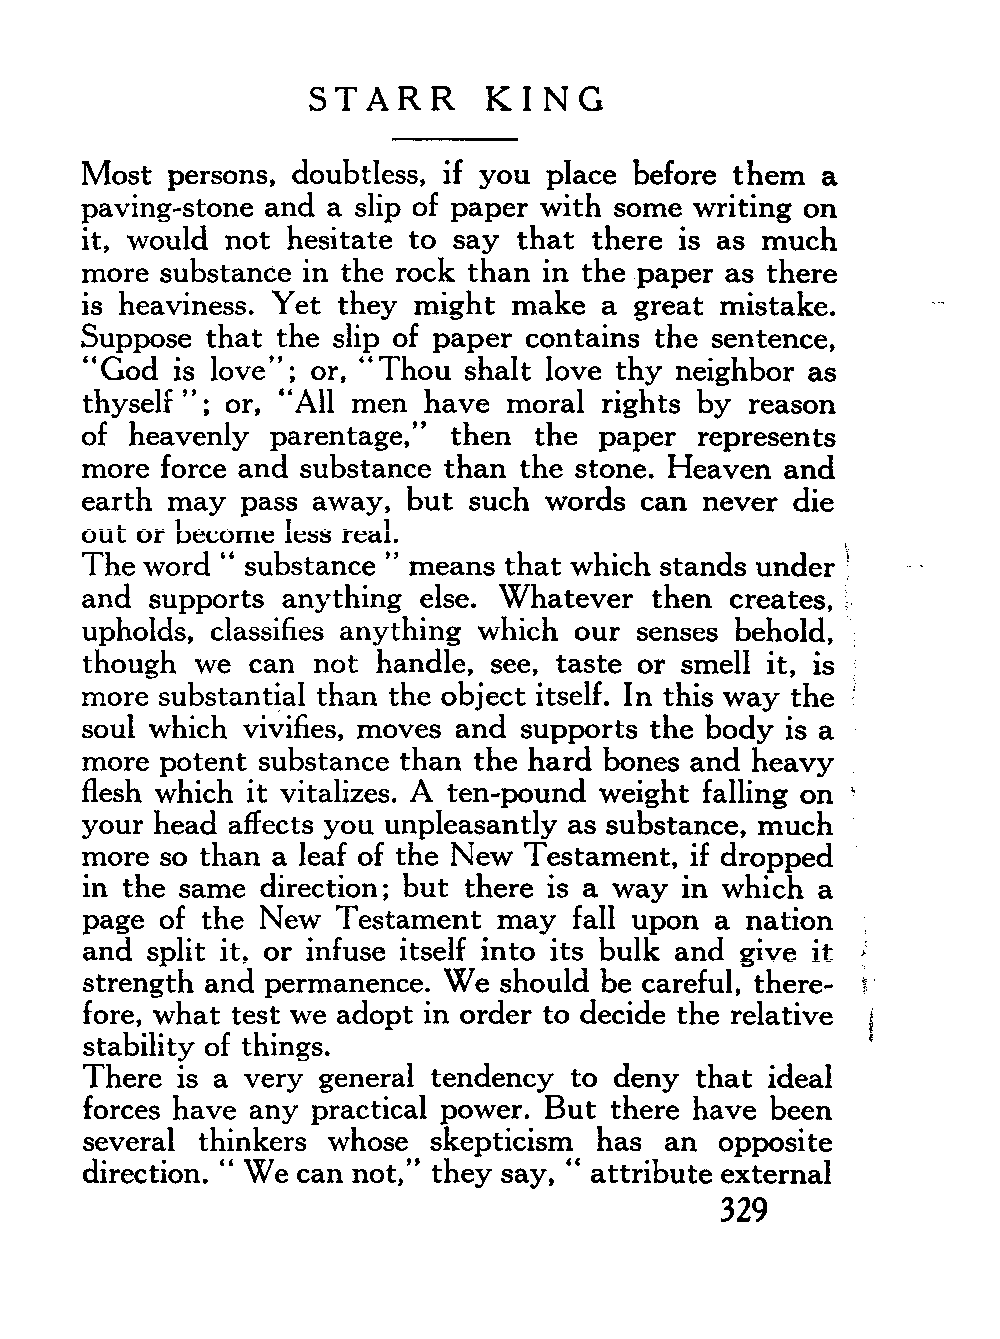 STARR KING
Most persons, doubtless, if you place before them a
paving-stone and a slip of paper with some writing on
it, would not hesitate to say that there is as much
more substance in the rock than in the paper as there
is heaviness. Yet they might make a great mistake.
Suppose that the slip of paper contains the sentence,
"God is love"; or, "Thou shalt love thy neighbor as
thyself"; or, "All men have moral rights by reason
of heavenly parentage," then the paper represents
more force and substance than the stone. Heaven and
earth may pass away, but such words can never die
out or become less real.
The word " substance " means that which stands under
and supports anything else. Whatever then creates,
upholds, classifies anything which our senses behold,
though we can not handle, see, taste or smell it, is
more substantial than the object itself. In this way the
soul which vivifies, moves and supports the body is a
more potent substance than the hard bones and heavy
flesh which it vitalizes. A ten-pound weight falling on
your head affects you unpleasantly as substance, much
more so than a leaf of the New Testament, if dropped
in the same direction; but there is a way in which a
page of the New Testament may fall upon a nation
and split it, or infuse itself into its bulk and give it
strength and permanence. We should be careful, there-
fore, what test we adopt in order to decide the relative
stability of things.
There is a very general tendency to deny that ideal
forces have any practical power. But there have been
several thinkers whose skepticism has an opposite
direction. " We can not," they say, " attribute external
329